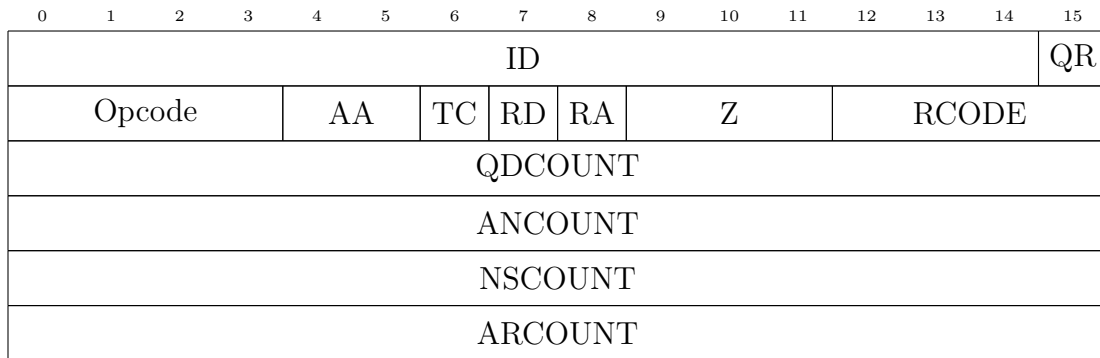 0 1 2 3 4 5 6 7 8 9 10 11 12 13 14 15
ID QR
Opcode AA TC RD RA Z RCODE
QDCOUNT
ANCOUNT
NSCOUNT
ARCOUNT